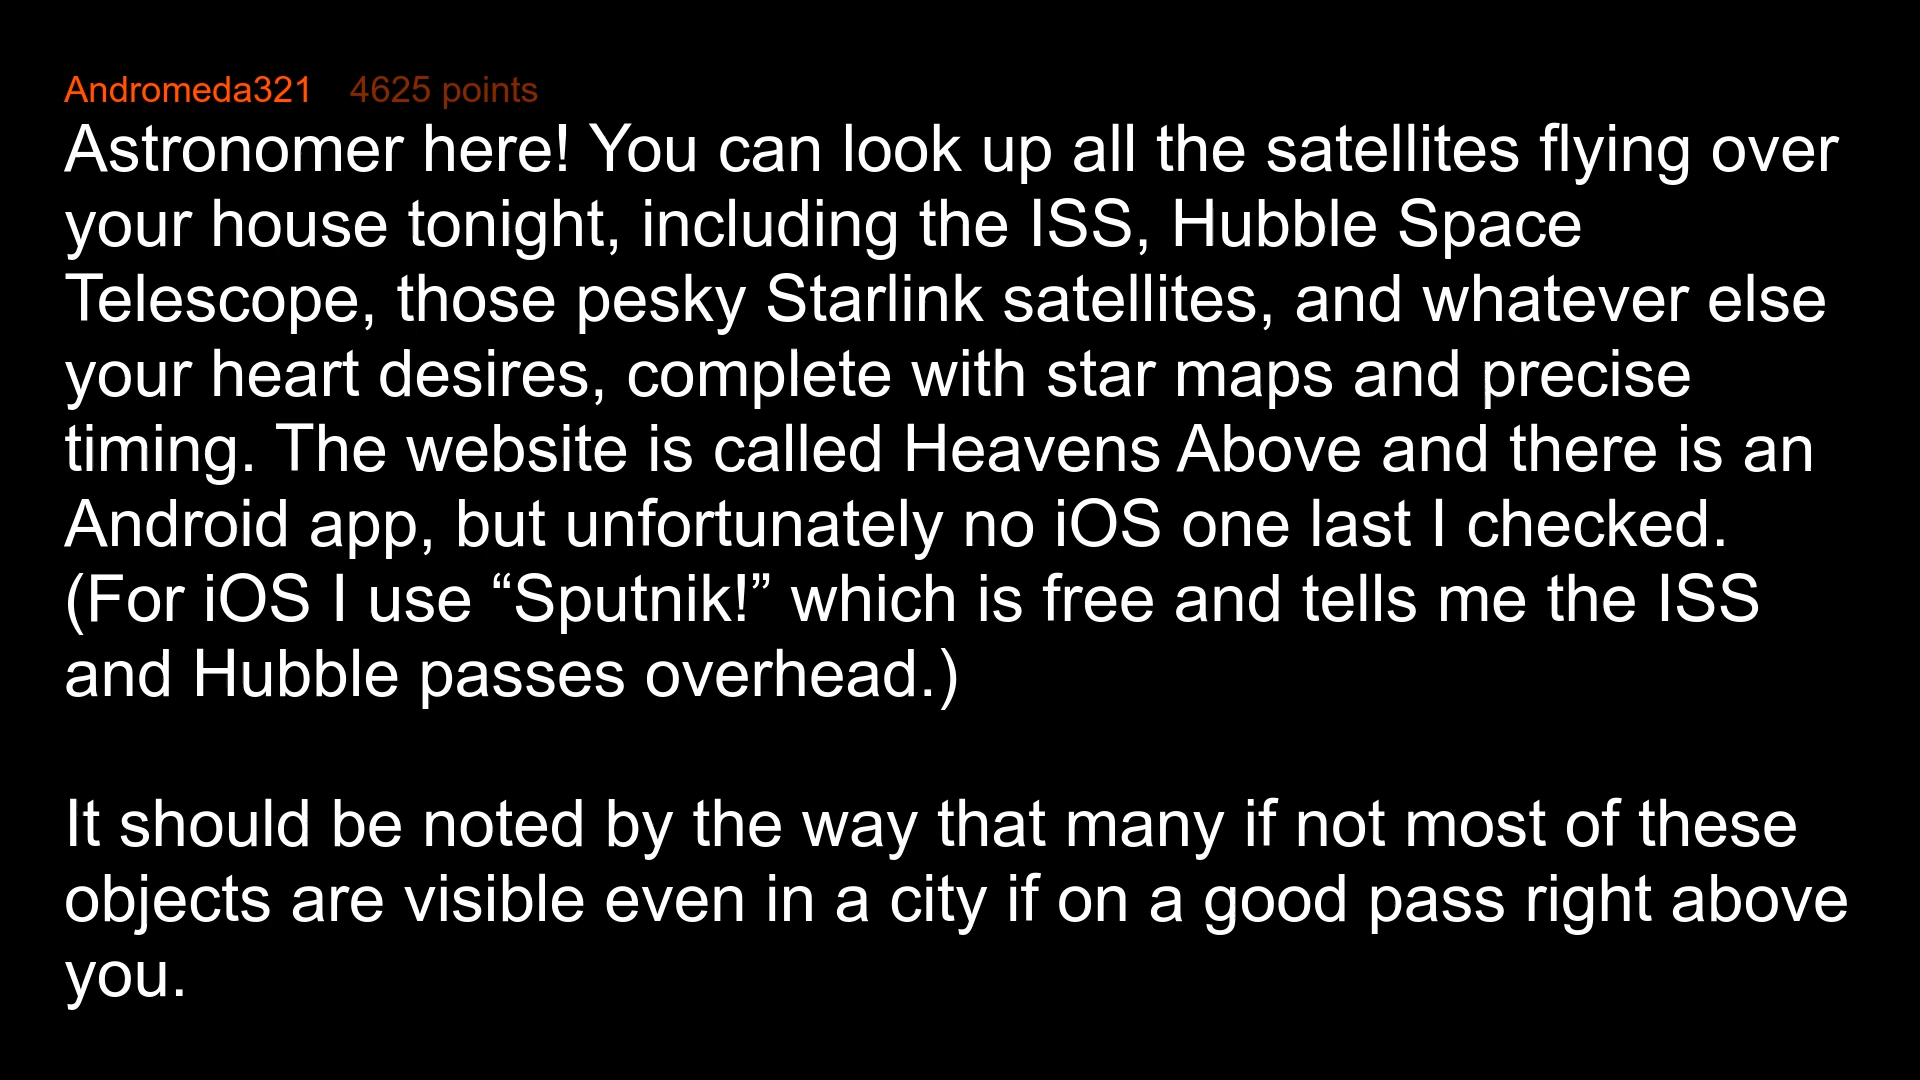 Andromeda321 4625 points
Astronomer here! You can look up all the satellites flying over
your house tonight, including the ISS, Hubble Space
Telescope, those pesky Starlink satellites, and whatever else
your heart desires, complete with star maps and precise
timing. The website is called Heavens Above and there is an
Android app, but unfortunately no iOS one last I checked.
(For iOS I use “Sputnik!” which is free and tells me the ISS
and Hubble passes overhead.)
It should be noted by the way that many if not most of these
objects are visible even in a city if on a good pass right above
you.